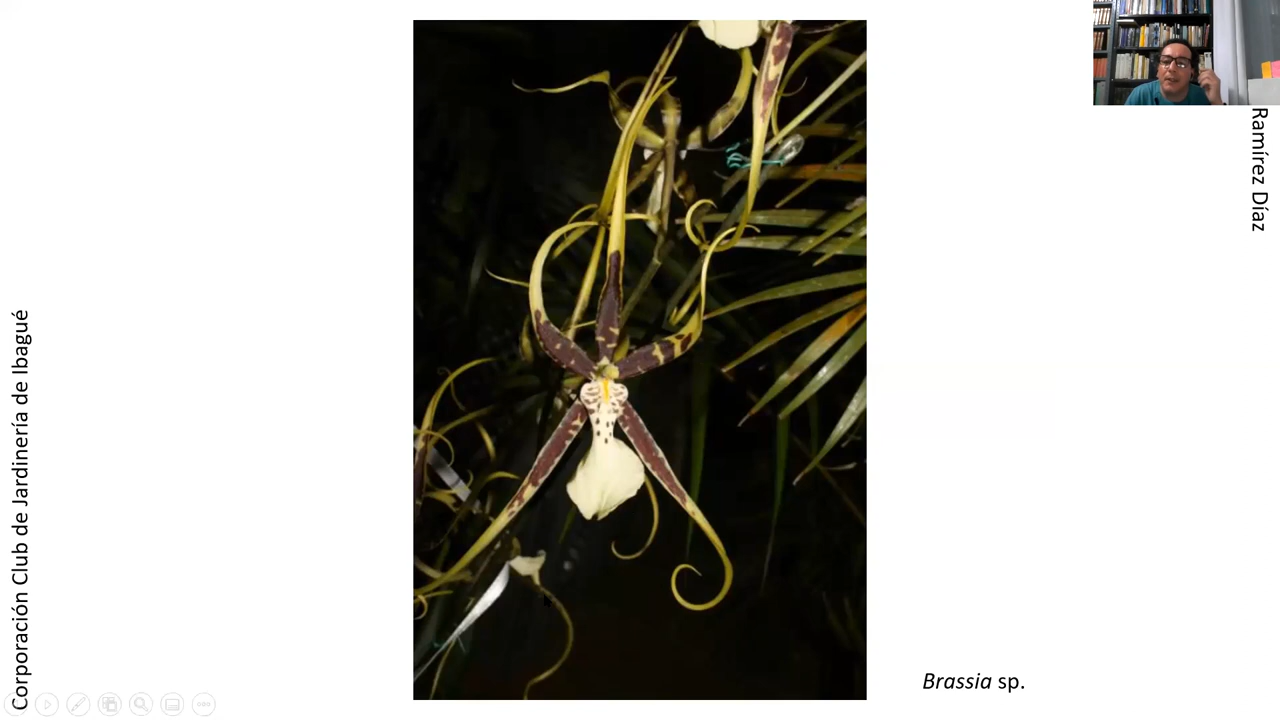 Corporación Club de Jardinería de Ibagué
Ramírez Díaz
Brassia sp.